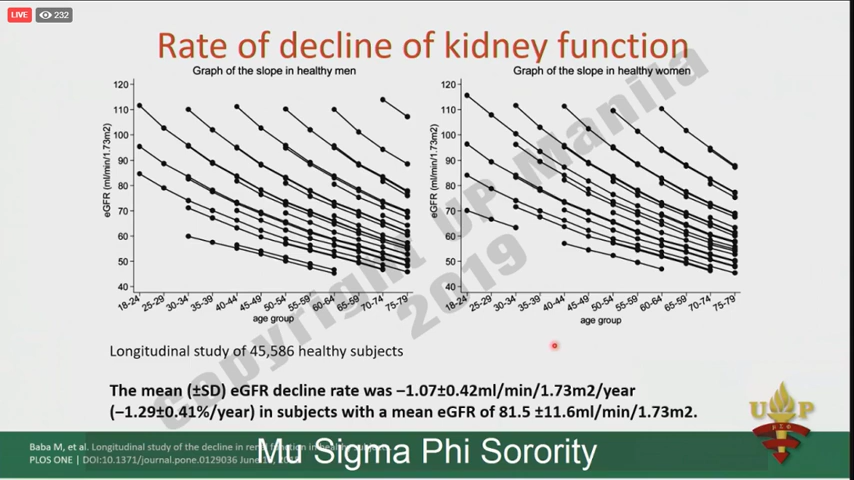 LIVE
232
Rate of decline of kidney function
Graph of the slope in healthy men
Graph of the slope in healthy women
120
110
100
90
80
70
60
50
40
eGFR (ml/min/1.73m2)
18-24 25-29 30-34 35-39 40-44 45-49 50-54 55-59 60-64 65-59 70-74 75-79
age group
120
110
100
90
80
70
60
50
40
eGFR (ml/min/1.73m2)
18-24 25-29 30-34 35-39 40-44 45-49 50-54 55-59 60-64 65-59 70-74 75-79
age group
Copyright UP Manila
2019
Longitudinal study of 45,586 healthy subjects
The mean (±SD) eGFR decline rate was –1.07±0.42ml/min/1.73m2/year
(–1.29±0.41%/year) in subjects with a mean eGFR of 81.5 ±11.6ml/min/1.73m2.
U P
Baba M, et al. Longitudinal study of the decline in
PLOS ONE | DOI:10.1371/journal.pone.0129036 June
Mu Sigma Phi Sorority